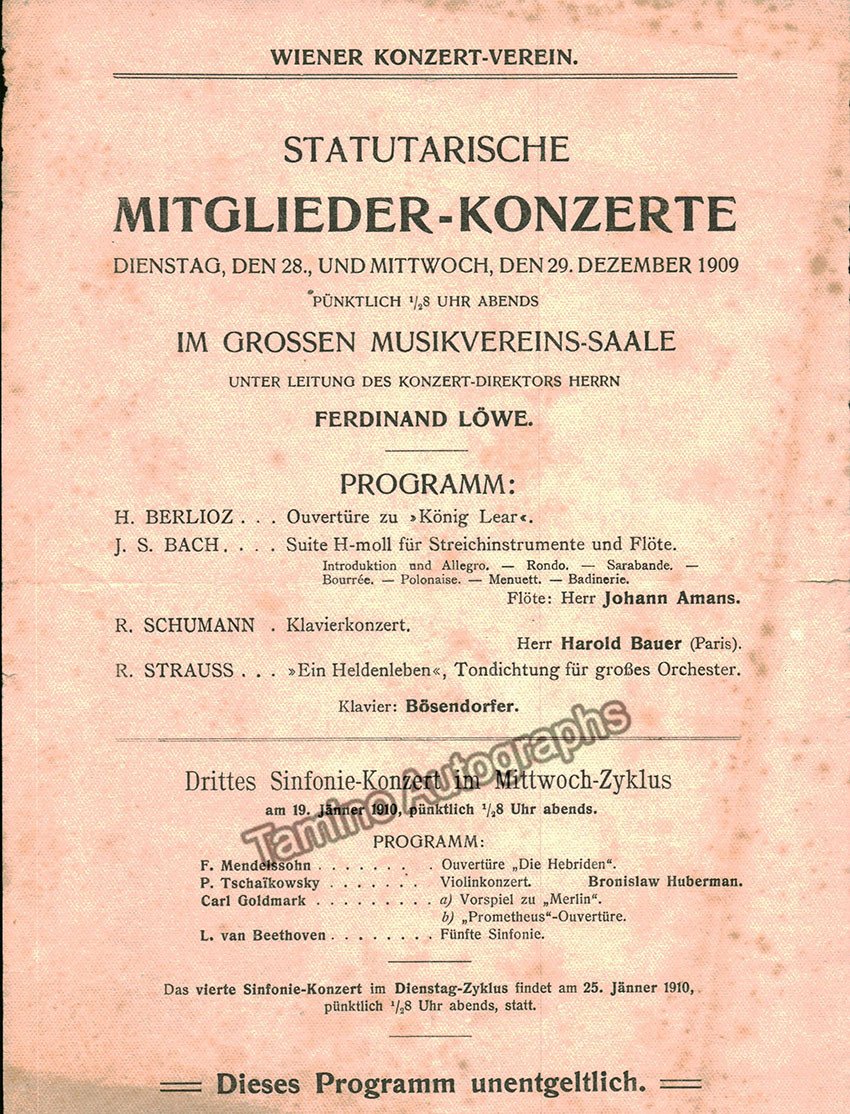 WIENER KONZERT-VEREIN.
STATUTARISCHE
MITGLIEDER-KONZERTE
DIENSTAG, DEN 28., UND MITTWOCH, DEN 29. DEZEMBER 1909
PÜNKTLICH 1/28 UHR ABENDS
IM GROSSEN MUSIKVEREINS-SAALE
UNTER LEITUNG DES KONZERT-DIREKTORS HERRN
FERDINAND LÖWE.
PROGRAMM:
H. BERLIOZ . . . Ouvertüre zu »König Lear«.
J. S. BACH . . . . Suite H-moll für Streichinstrumente und Flöte.
Introduktion und Allegro. — Rondo. — Sarabande. —
Bourrée. — Polonaise. — Menuett. — Badinerie.
Flöte: Herr Johann Amans.
R. SCHUMANN . Klavierkonzert.
Herr Harold Bauer (Paris).
R. STRAUSS . . . »Ein Heldenleben«, Tondichtung für großes Orchester.
Klavier: Bösendorfer.
Tamino Autographs
Drittes Sinfonie-Konzert im Mittwoch-Zyklus
am 19. Jänner 1910, pünktlich 1/28 Uhr abends.
PROGRAMM:
F. Mendelssohn . . . . . . . . Ouvertüre „Die Hebriden“.
P. Tschaïkowsky . . . . . . . Violinkonzert. Bronislaw Huberman.
Carl Goldmark . . . . . . . . . a) Vorspiel zu „Merlin“.
b) „Prometheus“-Ouvertüre.
L. van Beethoven . . . . . . . . Fünfte Sinfonie.
Das vierte Sinfonie-Konzert im Dienstag-Zyklus findet am 25. Jänner 1910,
pünktlich 1/28 Uhr abends, statt.
Dieses Programm unentgeltlich.